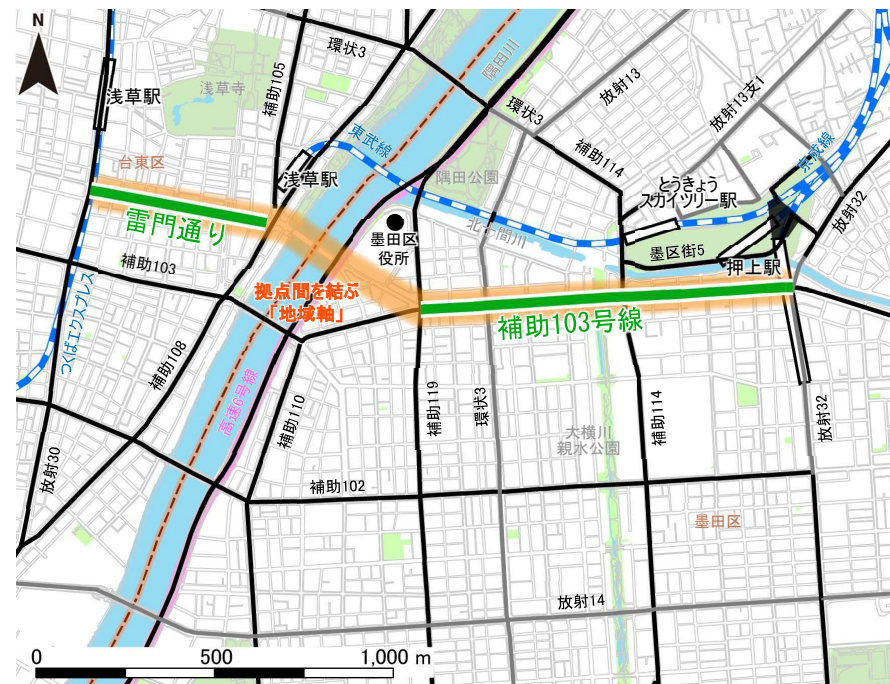 N
環状3
補助105
浅草寺
浅草駅
隅田川
環状3
放射13
放射13支1
京成線
東武線
補助114
台東区
浅草駅
隅田公園
とうきょう
スカイツリー駅
放射32
雷門通り
墨田区
役所
北十間川
墨区街5
押上駅
補助103
拠点間を結ぶ
「地域軸」
補助103号線
つくばエクスプレス
補助108
高速6号線
補助110
補助119
環状3
大横川
親水公園
補助114
放射32
放射30
補助102
墨田区
放射14
0
500
1,000 m